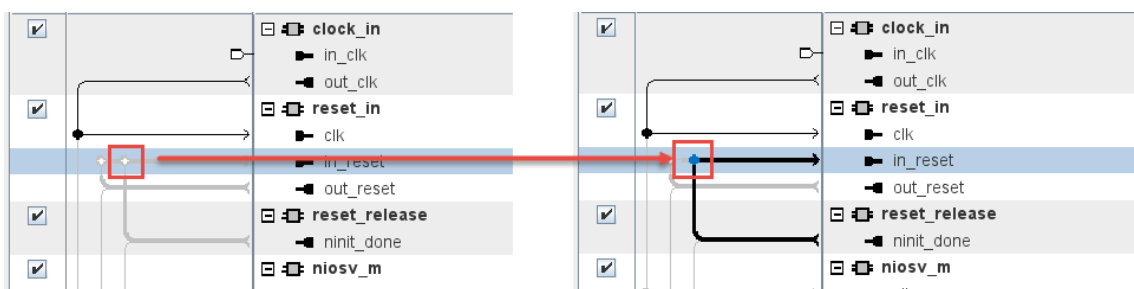 clock_in
in_clk
out_clk
reset_in
clk
in_reset
out_reset
reset_release
ninit_done
niosv_m
clock_in
in_clk
out_clk
reset_in
clk
in_reset
out_reset
reset_release
ninit_done
niosv_m